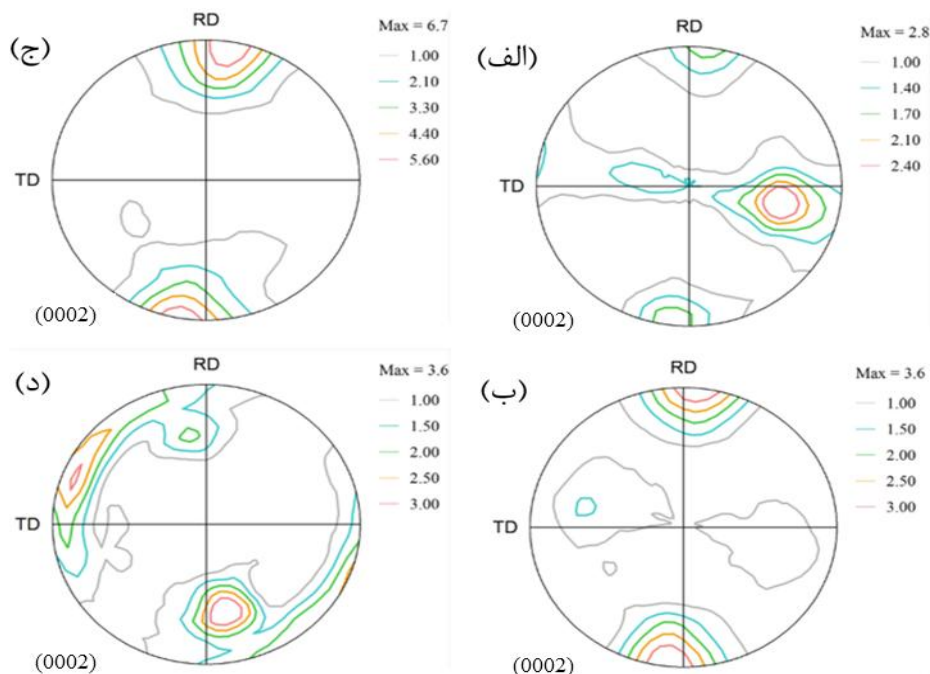 (الف)
RD
TD
(0002)
Max = 2.8
1.00
1.40
1.70
2.10
2.40
(ج)
RD
TD
(0002)
Max = 6.7
1.00
2.10
3.30
4.40
5.60
(ب)
RD
TD
(0002)
Max = 3.6
1.00
1.50
2.00
2.50
3.00
(د)
RD
TD
(0002)
Max = 3.6
1.00
1.50
2.00
2.50
3.00